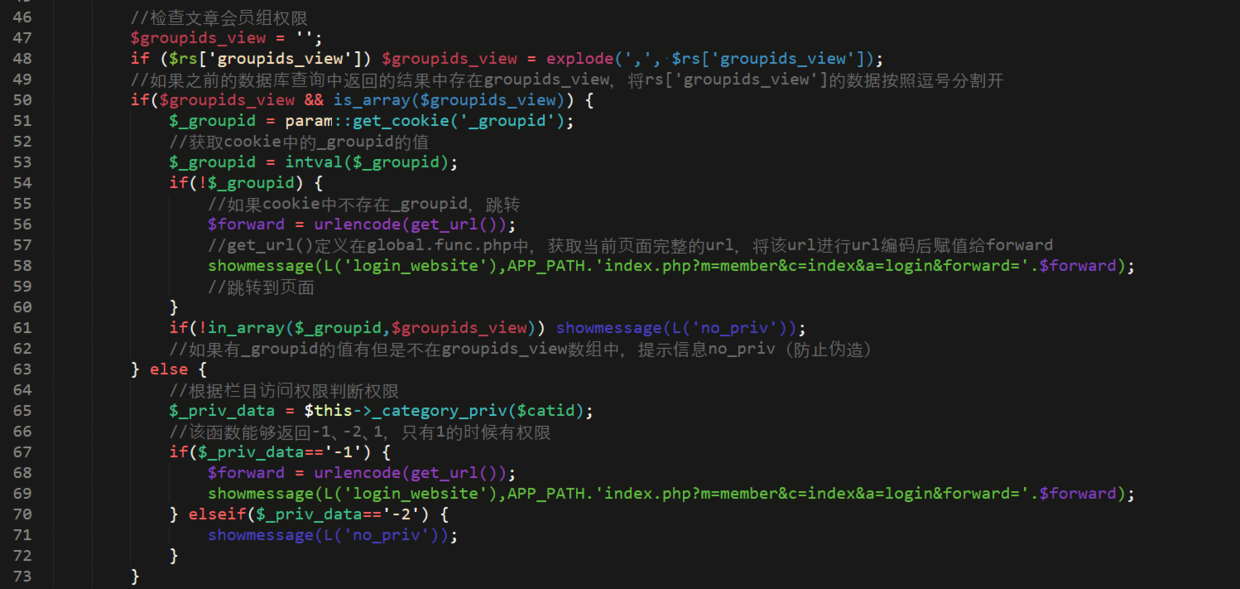 46 //检查文章会员组权限
47 $groupids_view = '';
48 if ($rs['groupids_view']) $groupids_view = explode(',', $rs['groupids_view']);
49 //如果之前的数据库查询中返回的结果中存在groupids_view，将rs['groupids_view']的数据按照逗号分割开
50 if($groupids_view && is_array($groupids_view)) {
51 $_groupid = param::get_cookie('_groupid');
52 //获取cookie中的_groupid的值
53 $_groupid = intval($_groupid);
54 if(!$_groupid) {
55 //如果cookie中不存在_groupid，跳转
56 $forward = urlencode(get_url());
57 //get_url()定义在global.func.php中，获取当前页面完整的url，将该url进行url编码后赋值给forward
58 showmessage(L('login_website'),APP_PATH.'index.php?m=member&c=index&a=login&forward='.$forward);
59 //跳转到页面
60 }
61 if(!in_array($_groupid,$groupids_view)) showmessage(L('no_priv'));
62 //如果有_groupid的值有但是不在groupids_view数组中，提示信息no_priv（防止伪造）
63 } else {
64 //根据栏目访问权限判断权限
65 $_priv_data = $this->_category_priv($catid);
66 //该函数能够返回-1、-2、1，只有1的时候有权限
67 if($_priv_data=='-1') {
68 $forward = urlencode(get_url());
69 showmessage(L('login_website'),APP_PATH.'index.php?m=member&c=index&a=login&forward='.$forward);
70 } elseif($_priv_data=='-2') {
71 showmessage(L('no_priv'));
72 }
73 }